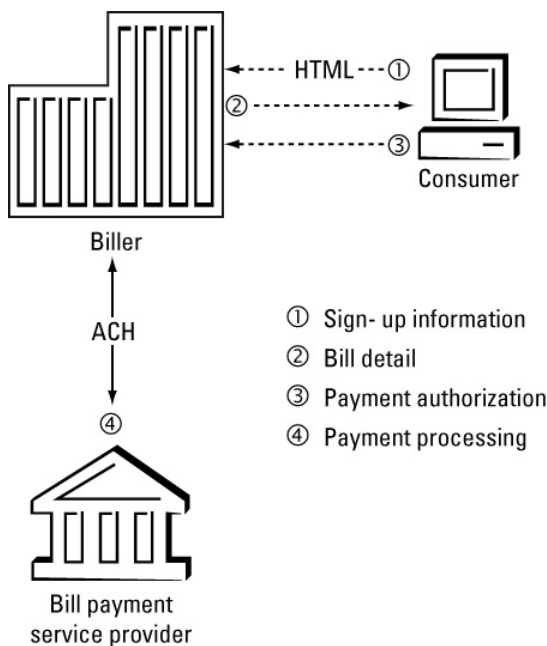 HTML ①
②
③
Consumer
Biller
ACH
① Sign- up information
② Bill detail
③ Payment authorization
④ Payment processing
④
Bill payment
service provider